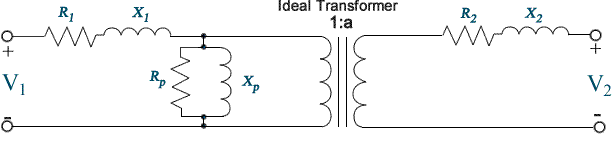 Ideal Transformer
1:a
R1 X1 R2 X2
+ +
V1 Rp Xp V2
- -